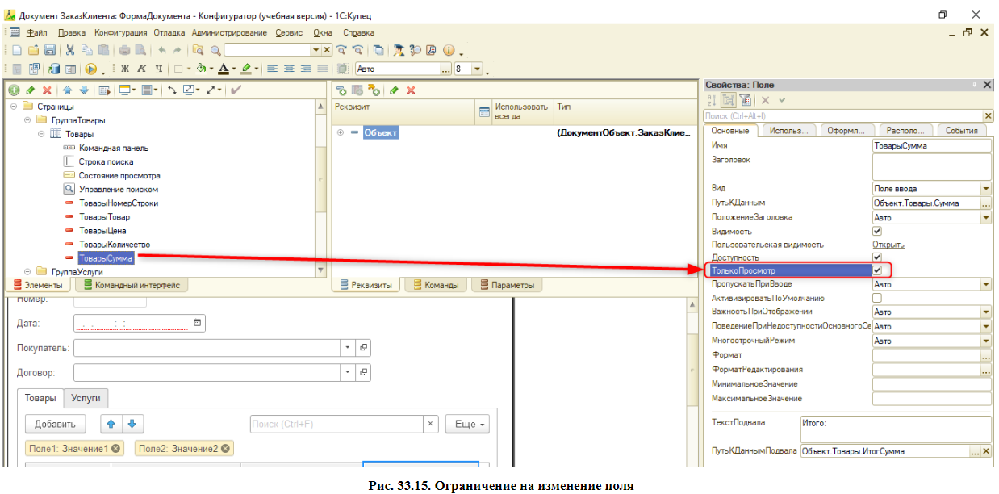 Документ ЗаказКлиента: ФормаДокумента - Конфигуратор (учебная версия) - 1С:Купец
Файл Правка Конфигурация Отладка Администрирование Сервис Окна Справка
Ж К Ч А Авто ... 8
Страницы
ГруппаТовары
Товары
Командная панель
Строка поиска
Состояние просмотра
Управление поиском
ТоварыНомерСтроки
ТоварыТовар
ТоварыЦена
ТоварыКоличество
ТоварыСумма
ГруппаУслуги
Элементы Командный интерфейс
Реквизит Использовать всегда Тип
Объект (ДокументОбъект.ЗаказКлие...
Реквизиты Команды Параметры
Номер:
Дата: . . : :
Покупатель:
Договор:
Товары Услуги
Добавить Поиск (Ctrl+F) × Еще
Поле1: Значение1 Поле2: Значение2
Свойства: Поле
Поиск (Ctrl+Alt+I)
Основные Использ... Оформл... Располо... События
Имя ТоварыСумма
Заголовок
Вид Поле ввода
ПутьКДанным Объект.Товары.Сумма ...
ПоложениеЗаголовка Авто
Видимость
Пользовательская видимость Открыть
Доступность
ТолькоПросмотр
ПропускатьПриВводе Авто
АктивизироватьПоУмолчанию
ВажностьПриОтображении Авто
ПоведениеПриНедоступностиОсновногоСе Авто
МногострочныйРежим Авто
Формат ...
ФорматРедактирования ...
МинимальноеЗначение
МаксимальноеЗначение
ТекстПодвала Итого:
ПутьКДаннымПодвала Объект.Товары.ИтогСумма ...
Рис. 33.15. Ограничение на изменение поля